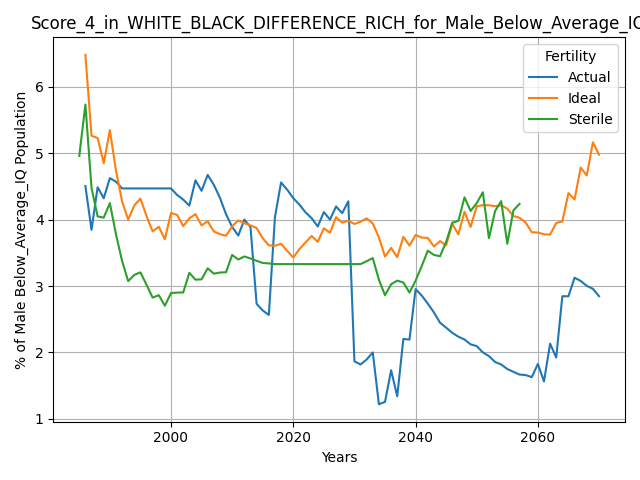 Score_4_in_WHITE_BLACK_DIFFERENCE_RICH_for_Male_Below_Average_IQ
Fertility
Actual
Ideal
Sterile
% of Male Below_Average_IQ Population
6
5
4
3
2
1
2000 2020 2040 2060
Years